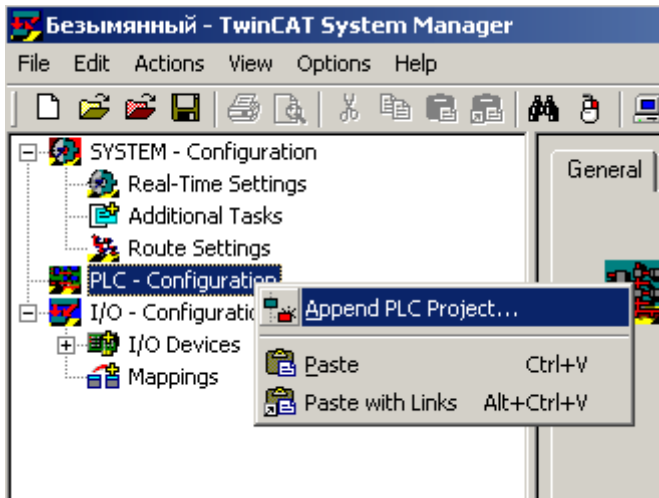 Безымянный - TwinCAT System Manager
File Edit Actions View Options Help
SYSTEM - Configuration
General
Real-Time Settings
Additional Tasks
Route Settings
PLC - Configuration
Append PLC Project...
I/O - Configuratio
I/O Devices
Paste Ctrl+V
Mappings
Paste with Links Alt+Ctrl+V